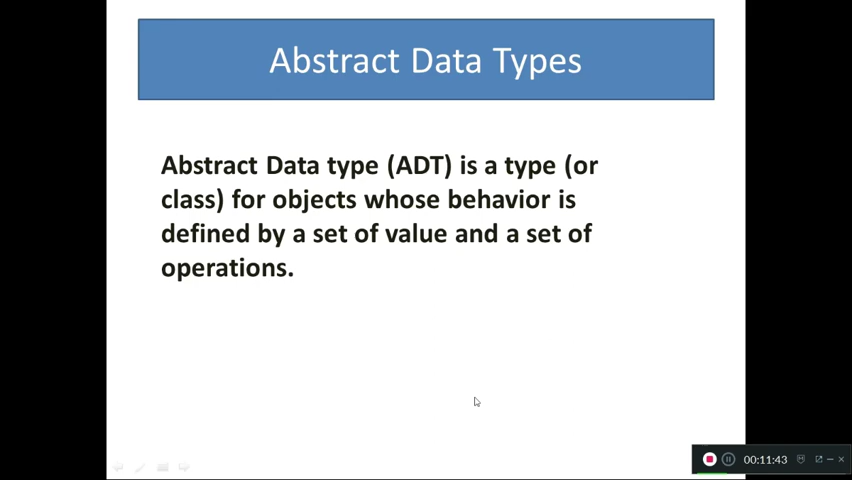 Abstract Data Types
Abstract Data type (ADT) is a type (or
class) for objects whose behavior is
defined by a set of value and a set of
operations.
00:11:43